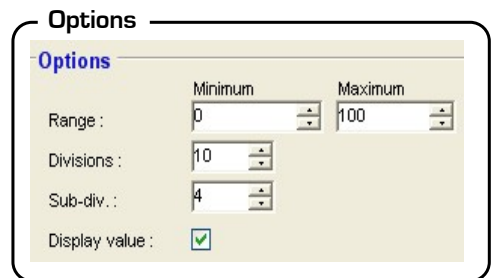 Options
Options
Minimum Maximum
Range : 0 100
Divisions : 10
Sub-div. : 4
Display value :